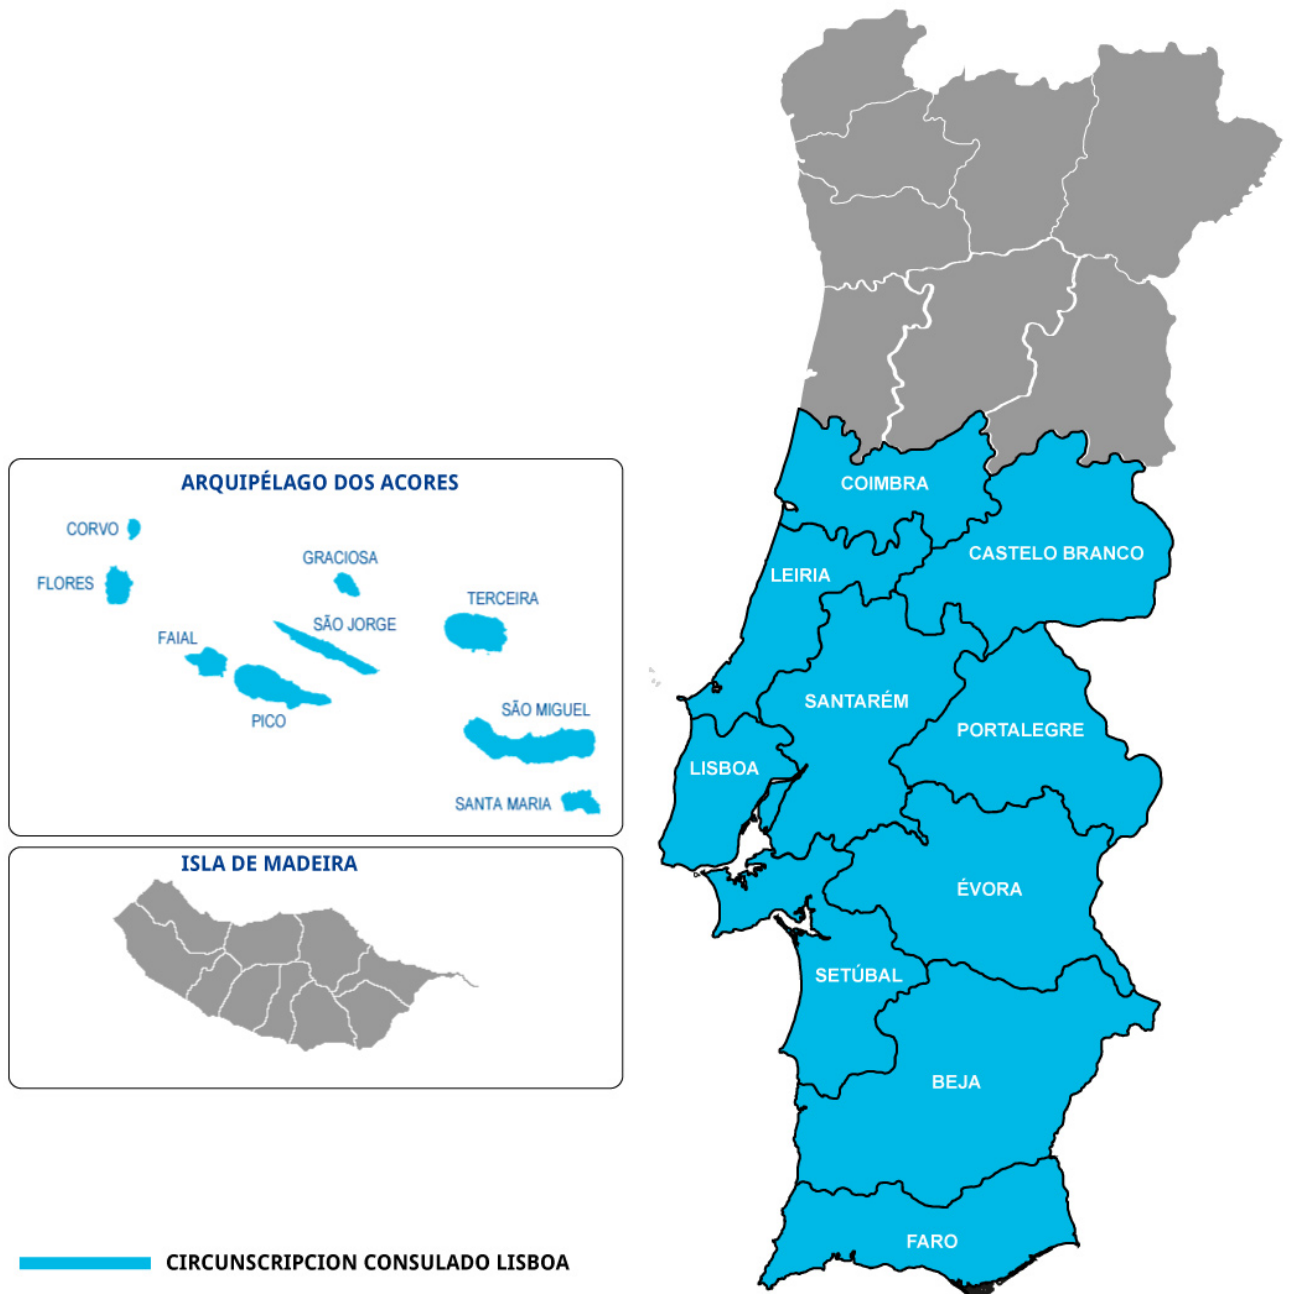 COIMBRA
CASTELO BRANCO
LEIRIA
SANTARÉM
PORTALEGRE
LISBOA
ÉVORA
SETÚBAL
BEJA
FARO
ARQUIPÉLAGO DOS ACORES
CORVO
FLORES
GRACIOSA
TERCEIRA
SÃO JORGE
FAIAL
PICO
SÃO MIGUEL
SANTA MARIA
ISLA DE MADEIRA
CIRCUNSCRIPCION CONSULADO LISBOA